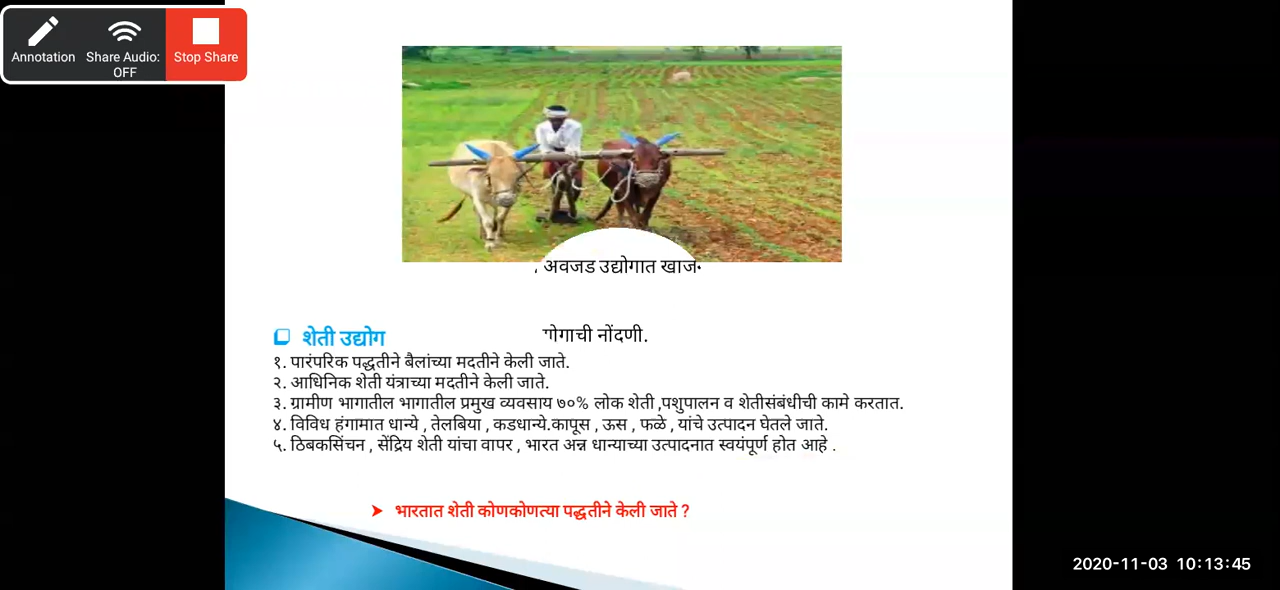 Annotation
Share Audio:
OFF
Stop Share
अवजड उद्योगात
❑ शेती उद्योग
नोंदणी.
१. पारंपरिक पद्धतीने बैलांच्या मदतीने केली जाते.
२. आधिनिक शेती यंत्राच्या मदतीने केली जाते.
३. ग्रामीण भागातील भागातील प्रमुख व्यवसाय ७०% लोक शेती ,पशुपालन व शेतीसंबंधीची कामे करतात.
४. विविध हंगामात धान्ये , तेलबिया , कडधान्ये.कापूस , ऊस , फळे , यांचे उत्पादन घेतले जाते.
५. ठिबकसिंचन , सेंद्रिय शेती यांचा वापर , भारत अन्न धान्याच्या उत्पादनात स्वयंपूर्ण होत आहे .
➤ भारतात शेती कोणकोणत्या पद्धतीने केली जाते ?
2020-11-03 10:13:45